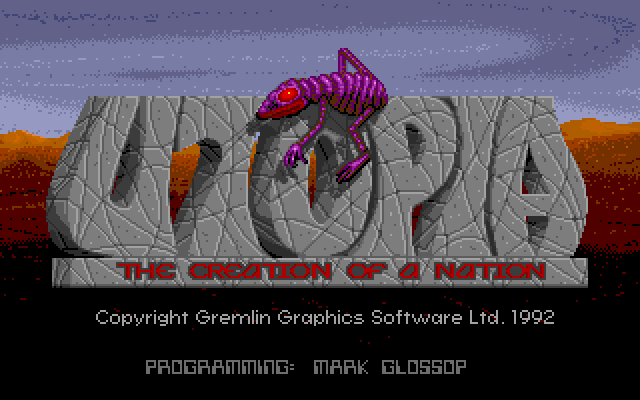 UTOPIA
THE CREATION OF A NATION
Copyright Gremlin Graphics Software Ltd. 1992
PROGRAMMING: MARK GLOSSOP